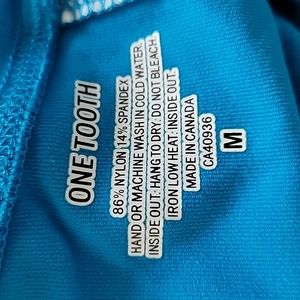 ONE TOOTH
86% NYLON 14% SPANDEX
HAND OR MACHINE WASH IN COLD WATER.
INSIDE OUT. HANG TO DRY. DO NOT BLEACH.
IRON LOW HEAT. INSIDE OUT.
MADE IN CANADA
CA40936
M